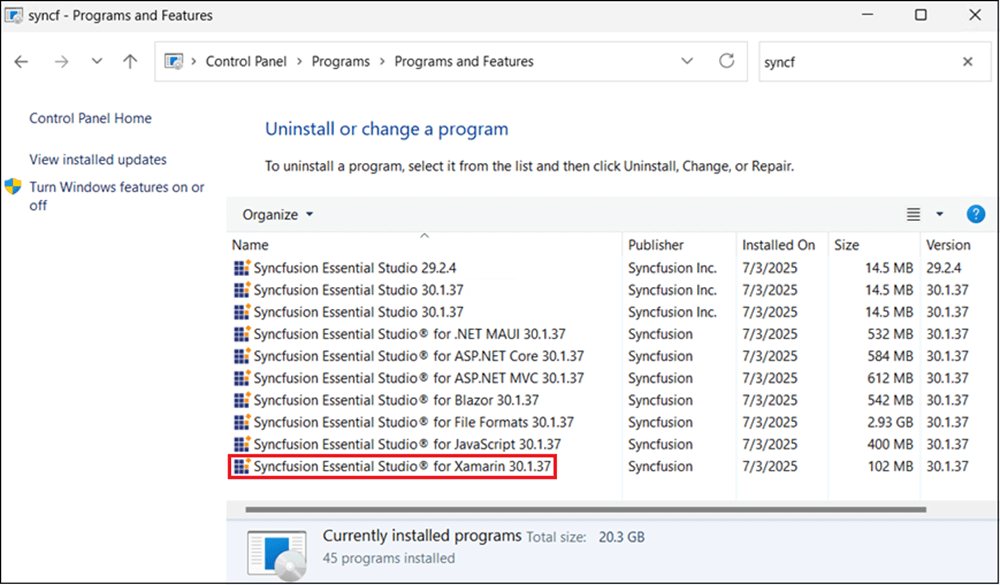 syncf - Programs and Features
Control Panel > Programs > Programs and Features
syncf
Control Panel Home
View installed updates
Turn Windows features on or
off
Uninstall or change a program
To uninstall a program, select it from the list and then click Uninstall, Change, or Repair.
Organize
?
Name Publisher Installed On Size Version
Syncfusion Essential Studio 29.2.4 Syncfusion Inc. 7/3/2025 14.5 MB 29.2.4
Syncfusion Essential Studio 30.1.37 Syncfusion Inc. 7/3/2025 14.5 MB 30.1.37
Syncfusion Essential Studio 30.1.37 Syncfusion Inc. 7/3/2025 14.5 MB 30.1.37
Syncfusion Essential Studio® for .NET MAUI 30.1.37 Syncfusion 7/3/2025 532 MB 30.1.37
Syncfusion Essential Studio® for ASP.NET Core 30.1.37 Syncfusion 7/3/2025 584 MB 30.1.37
Syncfusion Essential Studio® for ASP.NET MVC 30.1.37 Syncfusion 7/3/2025 612 MB 30.1.37
Syncfusion Essential Studio® for Blazor 30.1.37 Syncfusion 7/3/2025 542 MB 30.1.37
Syncfusion Essential Studio® for File Formats 30.1.37 Syncfusion 7/3/2025 2.93 GB 30.1.37
Syncfusion Essential Studio® for JavaScript 30.1.37 Syncfusion 7/3/2025 400 MB 30.1.37
Syncfusion Essential Studio® for Xamarin 30.1.37 Syncfusion 7/3/2025 102 MB 30.1.37
Currently installed programs Total size: 20.3 GB
45 programs installed